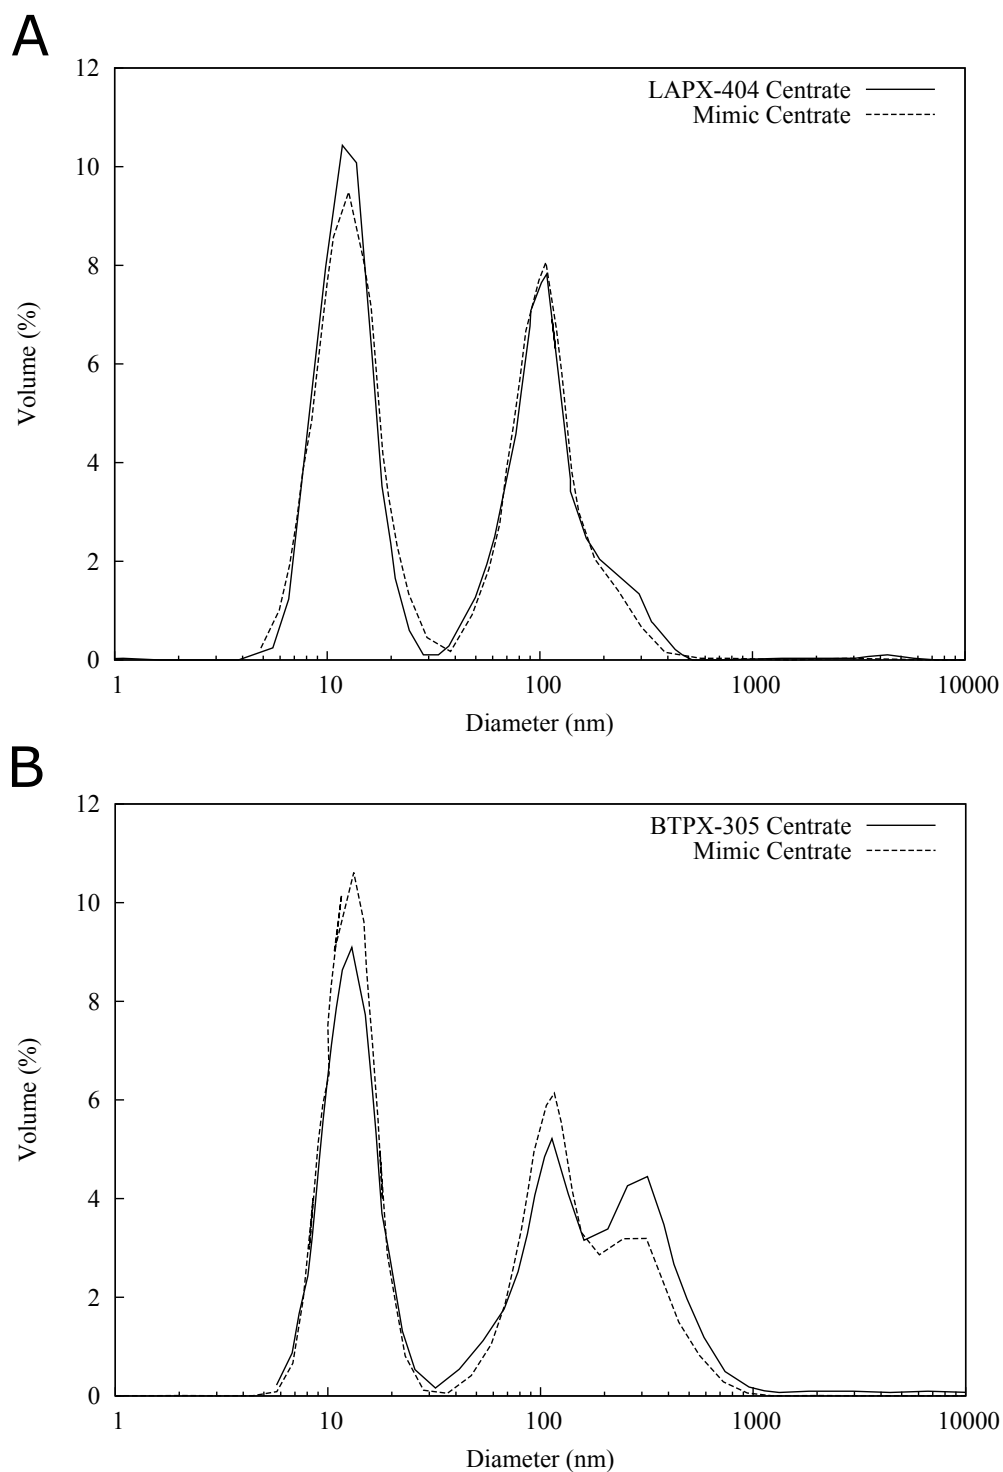 A
12
10
8
6
4
2
0
Volume (%)
LAPX-404 Centrate
Mimic Centrate
1 10 100 1000 10000
Diameter (nm)
B
12
10
8
6
4
2
0
Volume (%)
BTPX-305 Centrate
Mimic Centrate
1 10 100 1000 10000
Diameter (nm)